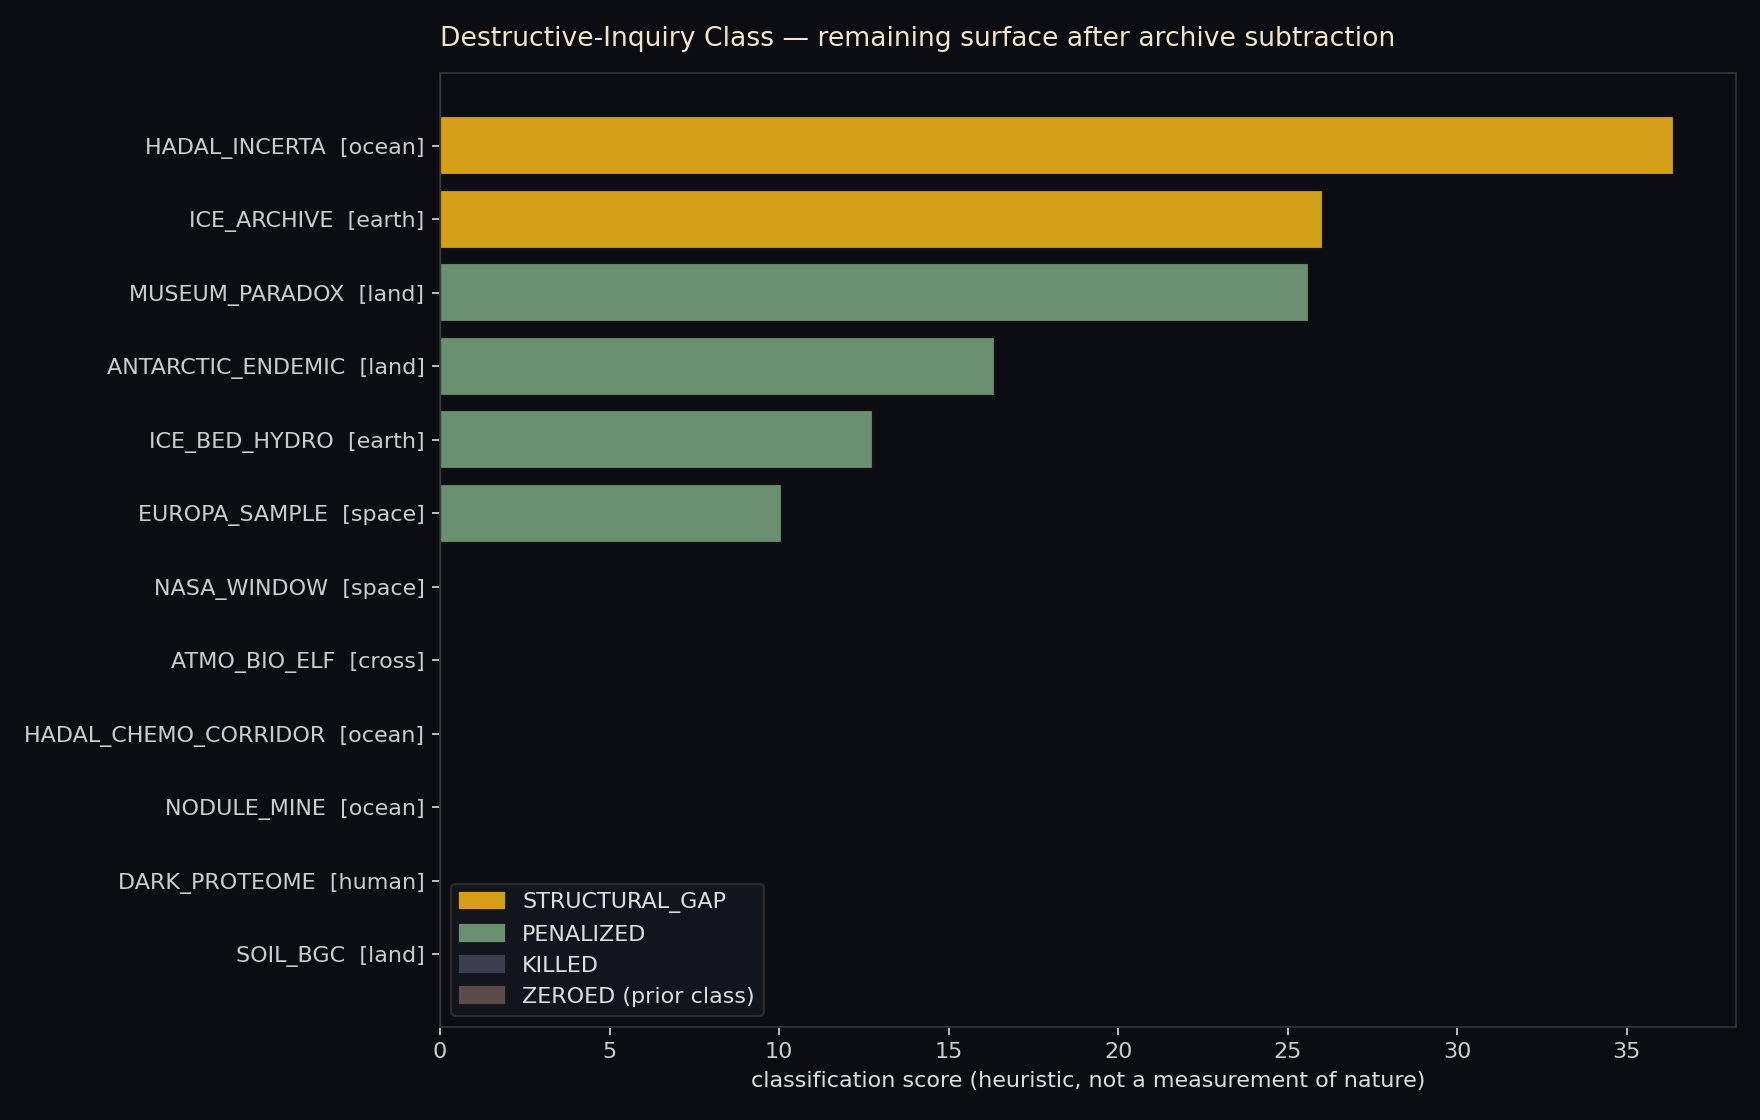 Destructive-Inquiry Class — remaining surface after archive subtraction
HADAL_INCERTA [ocean]
ICE_ARCHIVE [earth]
MUSEUM_PARADOX [land]
ANTARCTIC_ENDEMIC [land]
ICE_BED_HYDRO [earth]
EUROPA_SAMPLE [space]
NASA_WINDOW [space]
ATMO_BIO_ELF [cross]
HADAL_CHEMO_CORRIDOR [ocean]
NODULE_MINE [ocean]
DARK_PROTEOME [human]
SOIL_BGC [land]
STRUCTURAL_GAP
PENALIZED
KILLED
ZEROED (prior class)
0 5 10 15 20 25 30 35
classification score (heuristic, not a measurement of nature)